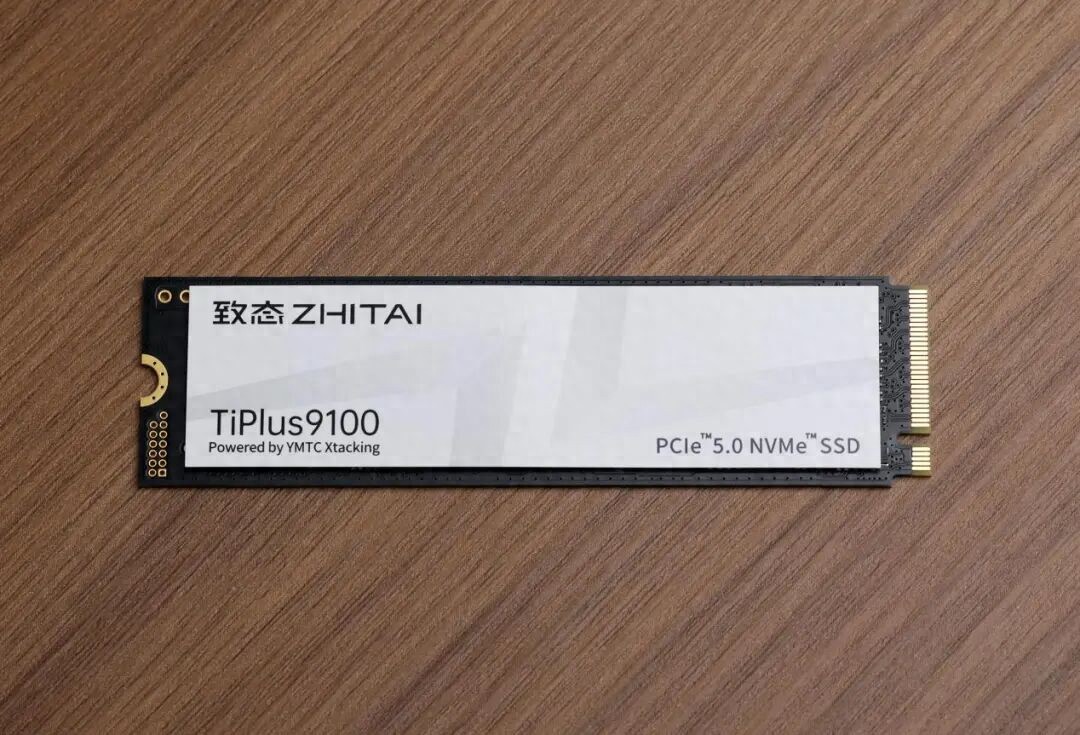 致态 ZHITAI
TiPlus9100
Powered by YMTC Xtacking
PCIe™5.0 NVMe™SSD